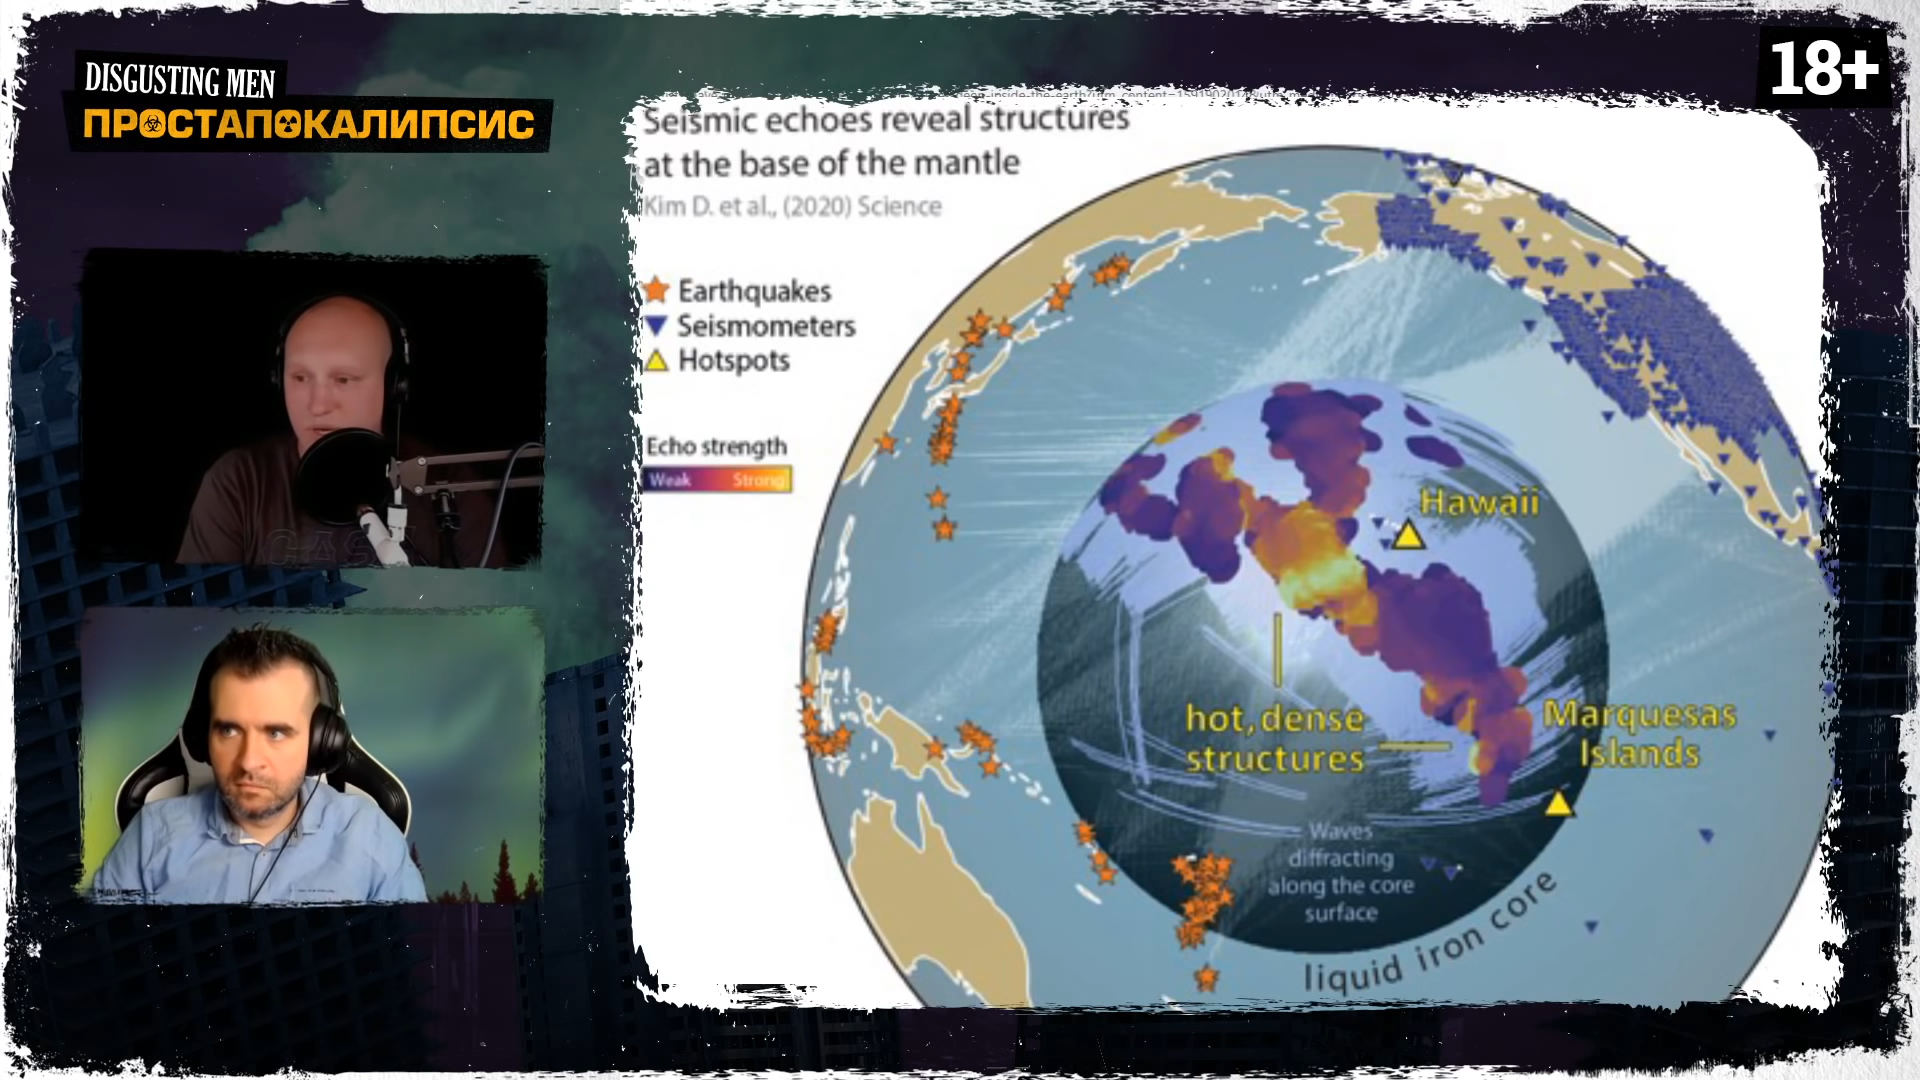 DISGUSTING MEN
ПРОСТАПОКАЛИПСИС
18+
Seismic echoes reveal structures
at the base of the mantle
Kim D. et al., (2020) Science
Earthquakes
Seismometers
Hotspots
Echo strength
Weak Strong
Hawaii
hot, dense
structures
Marquesas
Islands
Waves
diffracting
along the core
surface
liquid iron core